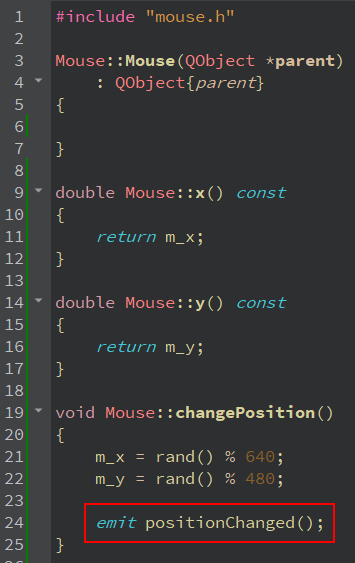 1 #include "mouse.h"
2
3 Mouse::Mouse(QObject *parent)
4     : QObject{parent}
5 {
6
7 }
8
9 double Mouse::x() const
10 {
11     return m_x;
12 }
13
14 double Mouse::y() const
15 {
16     return m_y;
17 }
18
19 void Mouse::changePosition()
20 {
21     m_x = rand() % 640;
22     m_y = rand() % 480;
23
24     emit positionChanged();
25 }